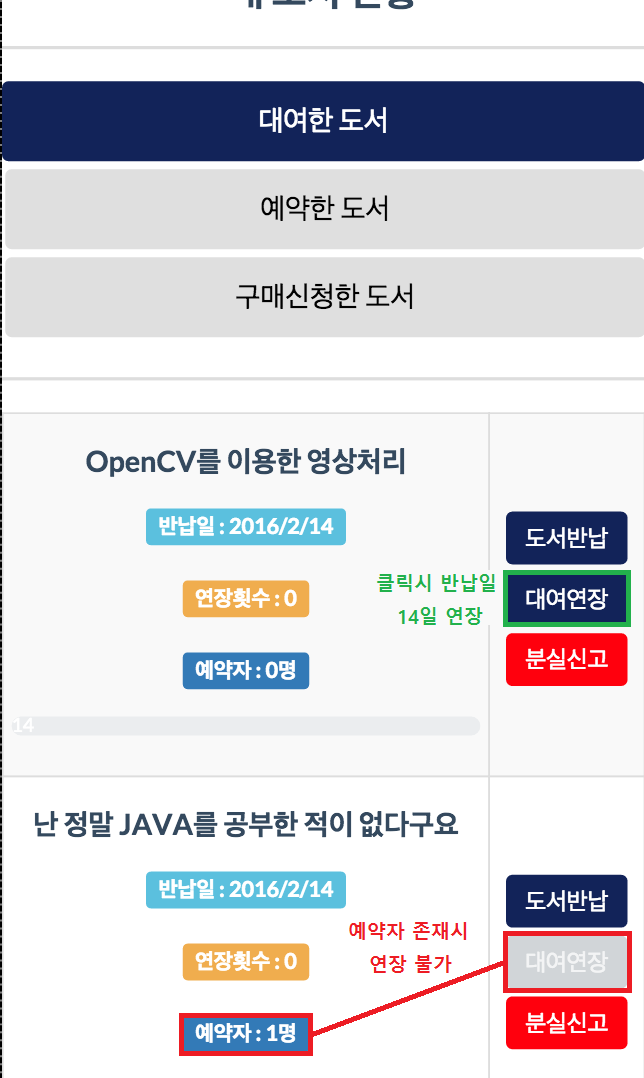 대여한 도서
예약한 도서
구매신청한 도서
OpenCV를 이용한 영상처리
반납일 : 2016/2/14
연장횟수 : 0
예약자 : 0명
14
도서반납
클릭시 반납일
14일 연장
대여연장
분실신고
난 정말 JAVA를 공부한 적이 없다구요
반납일 : 2016/2/14
연장횟수 : 0
예약자 : 1명
도서반납
예약자 존재시
연장 불가
대여연장
분실신고